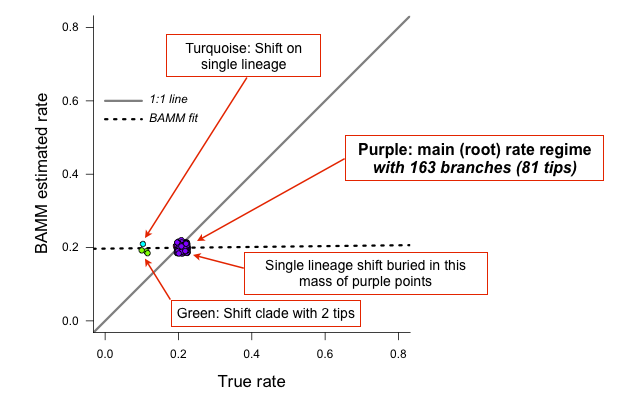 0.8
Turquoise: Shift on
single lineage
0.6
1:1 line
BAMM fit
Purple: main (root) rate regime
with 163 branches (81 tips)
BAMM estimated rate
0.4
0.2
Single lineage shift buried in this
mass of purple points
Green: Shift clade with 2 tips
0.0
0.0 0.2 0.4 0.6 0.8
True rate